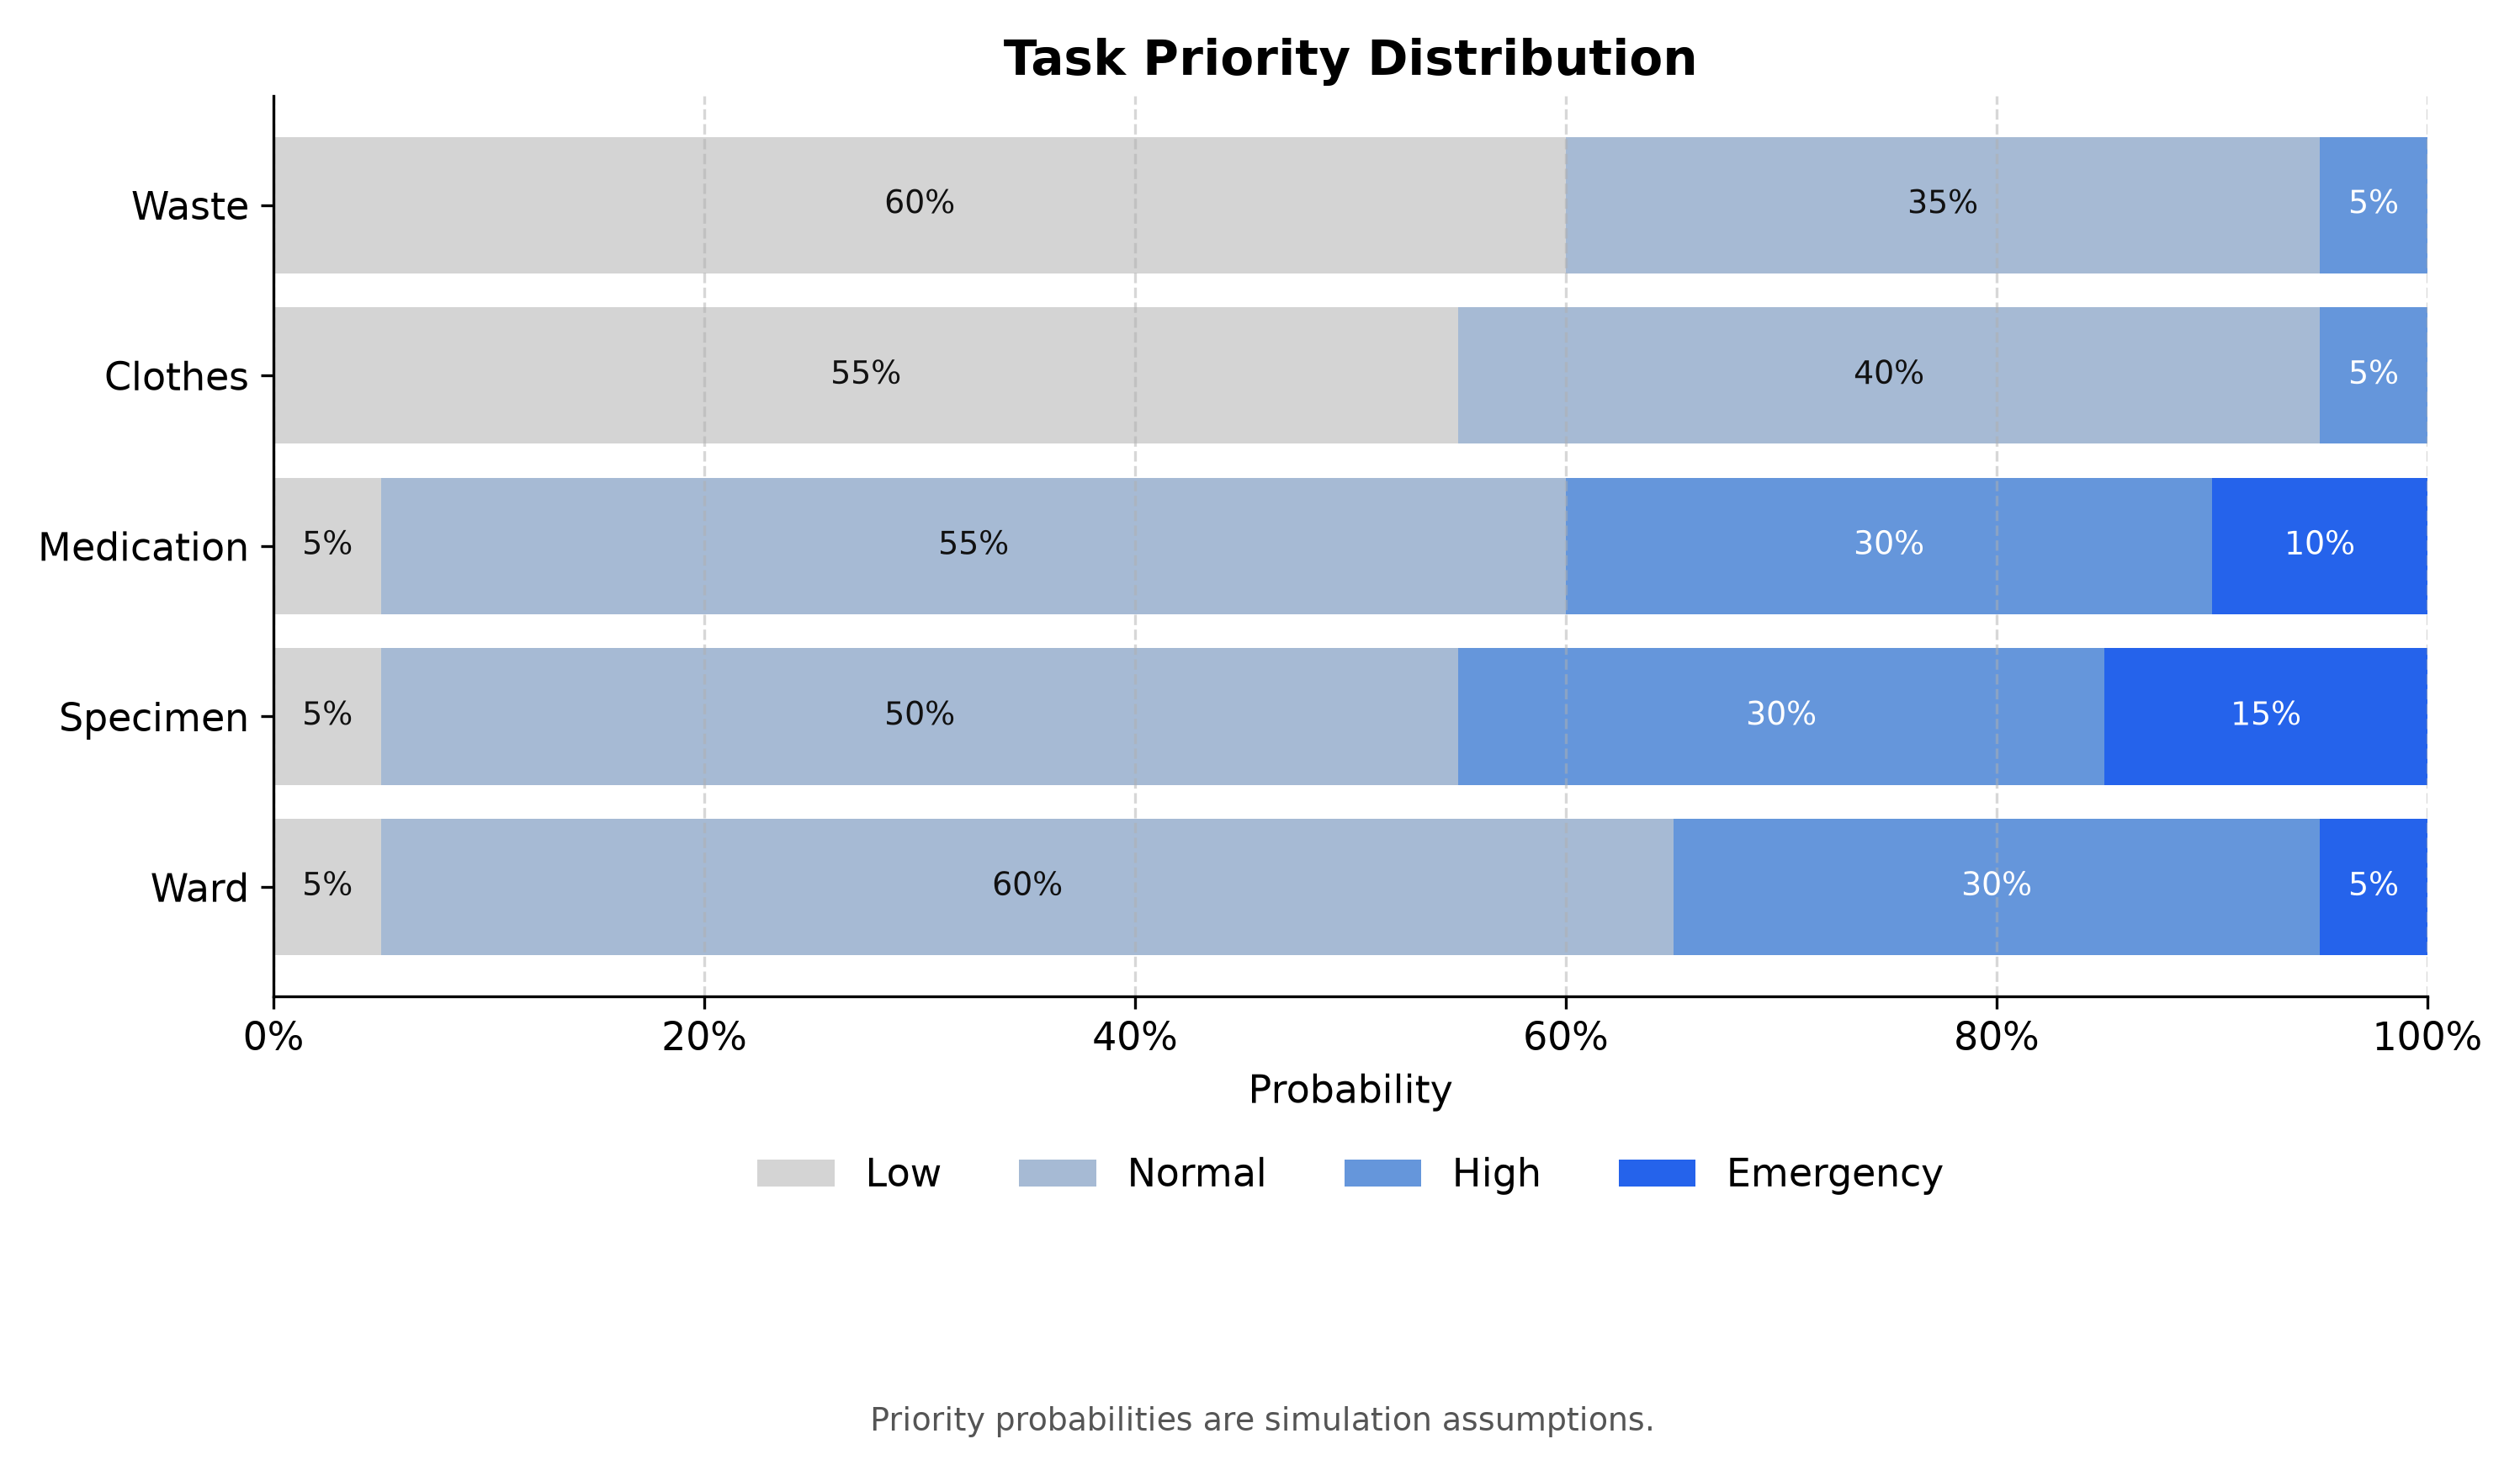 Task Priority Distribution
Waste 60% 35% 5%
Clothes 55% 40% 5%
Medication 5% 55% 30% 10%
Specimen 5% 50% 30% 15%
Ward 5% 60% 30% 5%
0% 20% 40% 60% 80% 100%
Probability
Low Normal High Emergency
Priority probabilities are simulation assumptions.